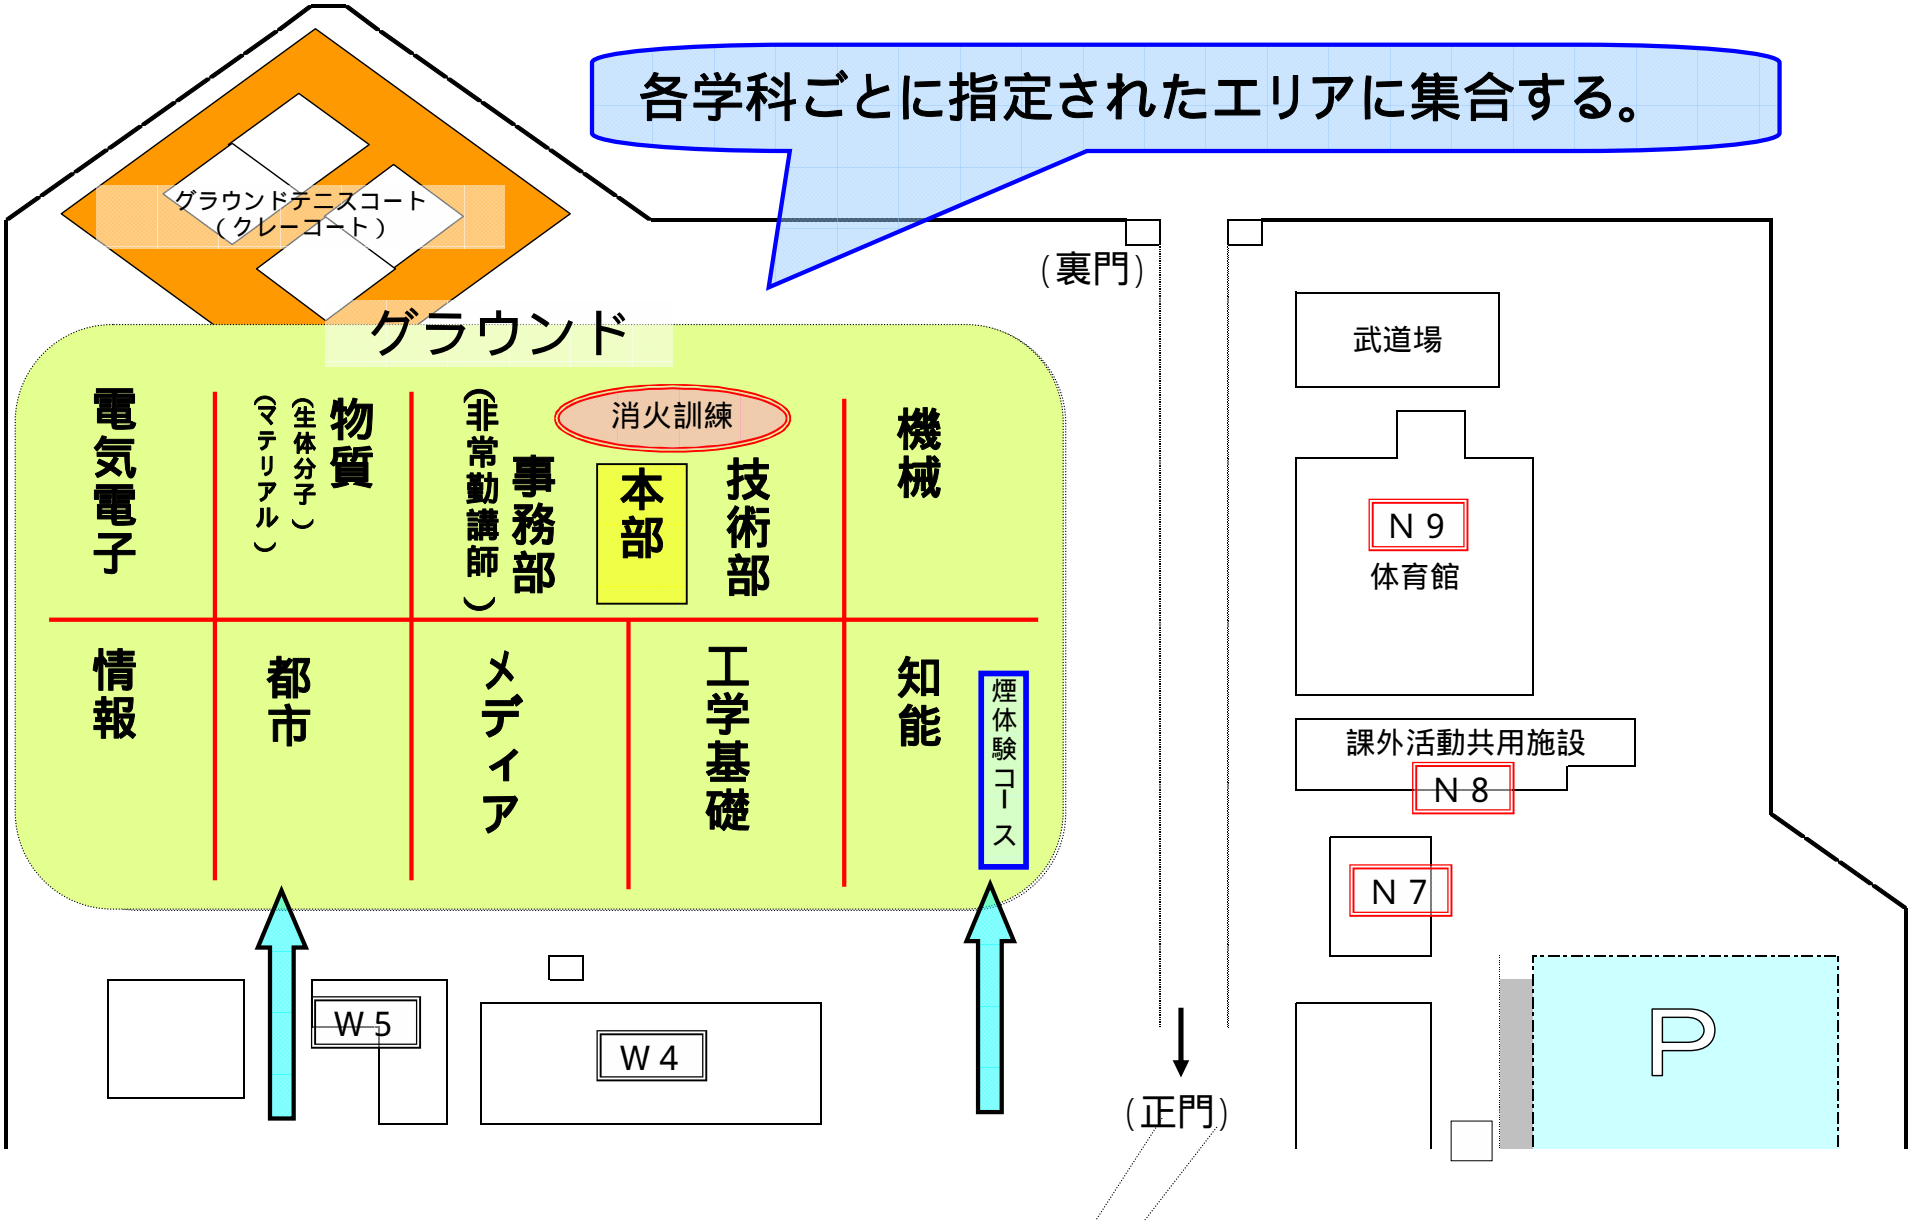 各学科ごとに指定されたエリアに集合する。
グラウンドテニスコート
（クレーコート）
(裏門)
グラウンド
武道場
電気電子
物質
(生体分子)
(マテリアル)
事務部
(非常勤講師)
消火訓練
本部
技術部
機械
N 9
体育館
情報
都市
メディア
工学基礎
知能
煙体験コース
課外活動共用施設
N 8
N 7
W 5
W 4
P
(正門)